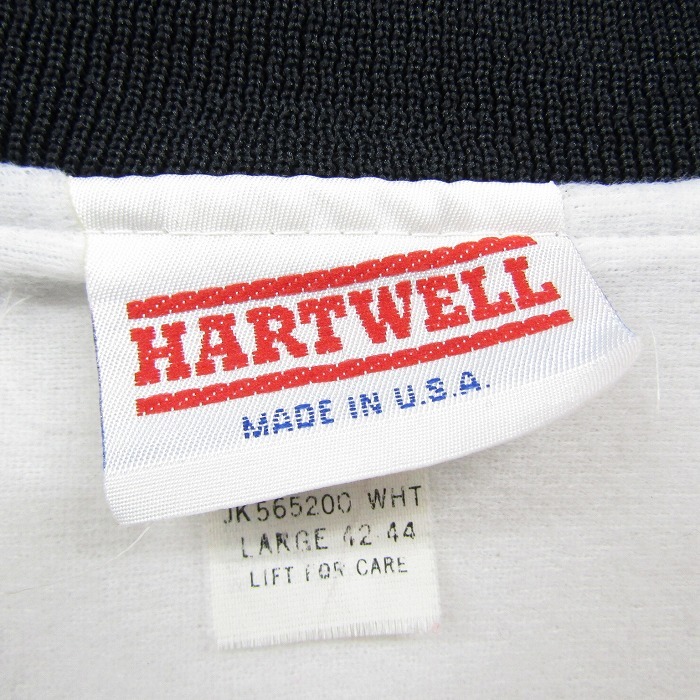 HARTWELL
MADE IN U.S.A.
JK565200 WHT
LARGE 42-44
LIFT FOR CARE